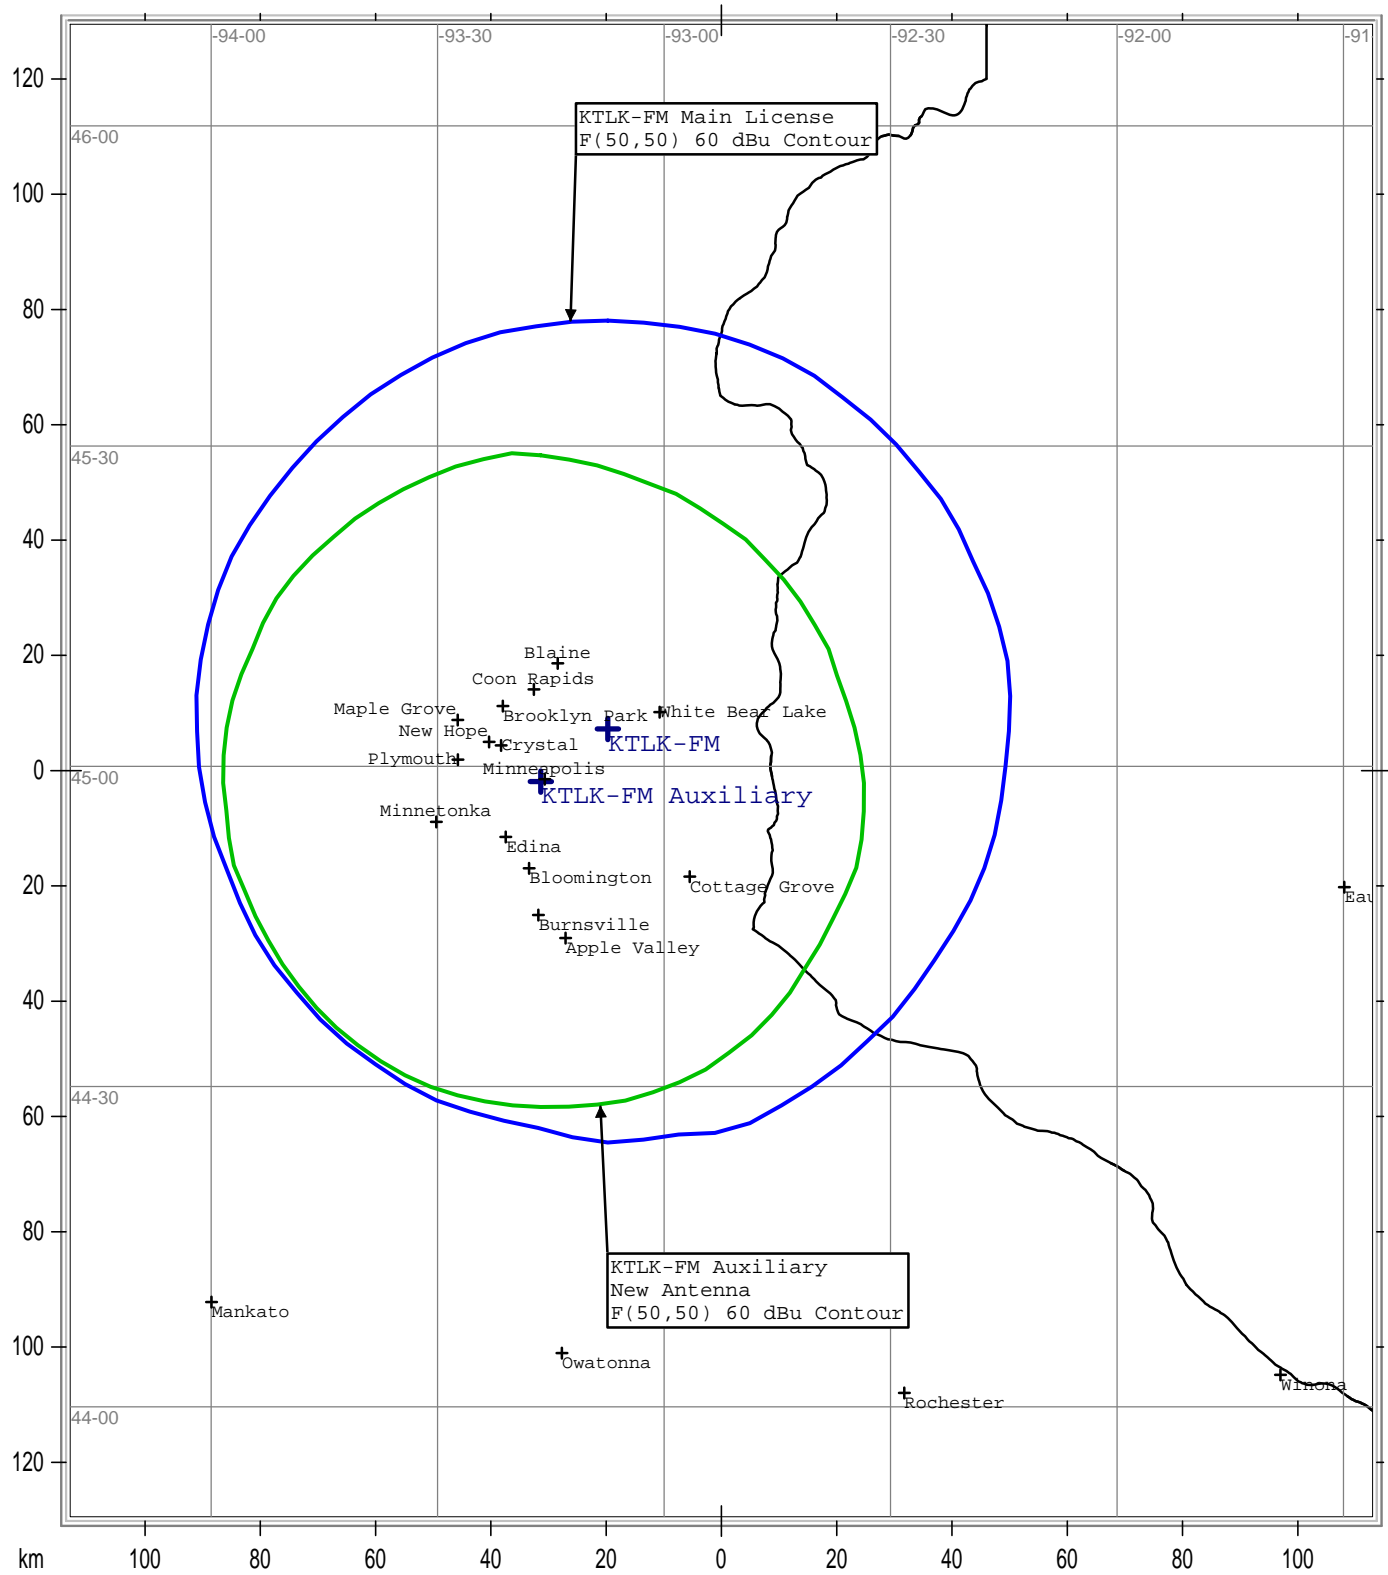 -94-00
-93-30
-93-00
-92-30
-92-00
-91
120
KTLK-FM Main License
F(50,50) 60 dBu Contour
46-00
100
80
60
45-30
40
20
Blaine
Coon Rapids
Maple Grove
Brooklyn Park
White Bear Lake
New Hope
Crystal
KTLK-FM
Plymouth
0
45-00
Minneapolis
KTLK-FM Auxiliary
Minnetonka
Edina
Bloomington
Cottage Grove
20
Eau
Burnsville
Apple Valley
40
44-30
60
80
KTLK-FM Auxiliary
New Antenna
F(50,50) 60 dBu Contour
Mankato
100
Owatonna
Winona
Rochester
44-00
120
km 100 80 60 40 20 0 20 40 60 80 100